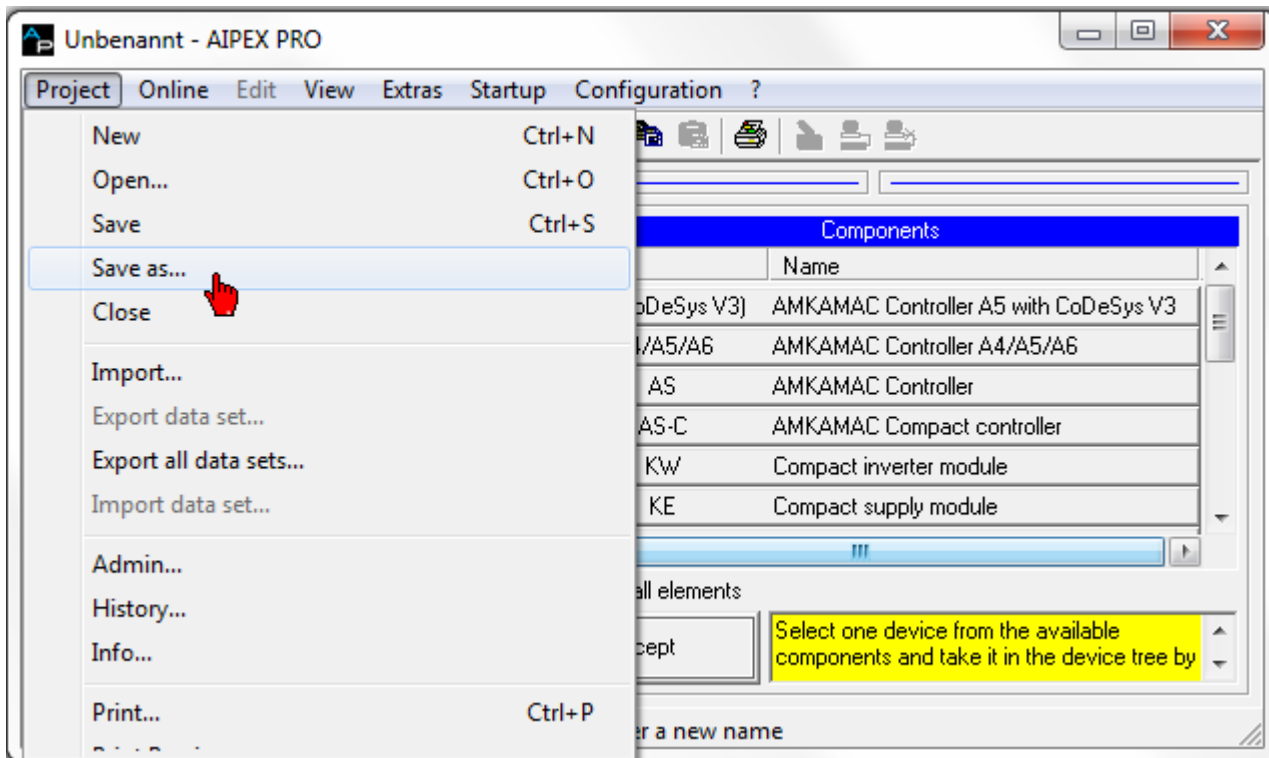 Unbenannt - AIPEX PRO
Project Online Edit View Extras Startup Configuration ?
New Ctrl+N
Open... Ctrl+O
Save Ctrl+S
Save as...
Close
Import...
Export data set...
Export all data sets...
Import data set...
Admin...
History...
Info...
Print... Ctrl+P
Components
Name
V3) AMKAMAC Controller A5 with CoDeSys V3
/A5/A6 AMKAMAC Controller A4/A5/A6
AS AMKAMAC Controller
AS-C AMKAMAC Compact controller
KW Compact inverter module
KE Compact supply module
all elements
cept
Select one device from the available
components and take it in the device tree by
a new name